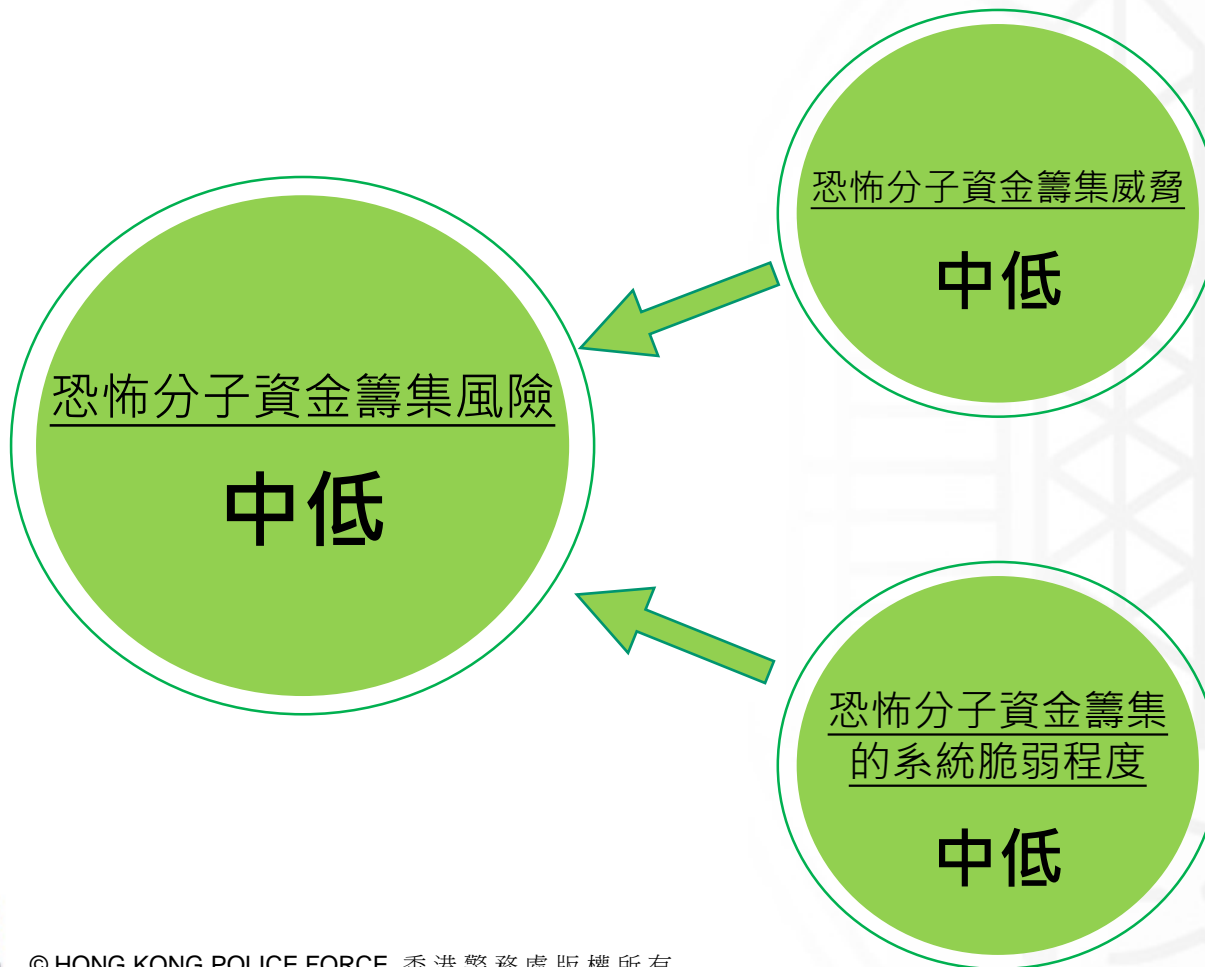 恐怖分子資金籌集威脅
中低
恐怖分子資金籌集風險
中低
恐怖分子資金籌集
的系統脆弱程度
中低
© HONG KONG POLICE FORCE 香港警務處版權所有